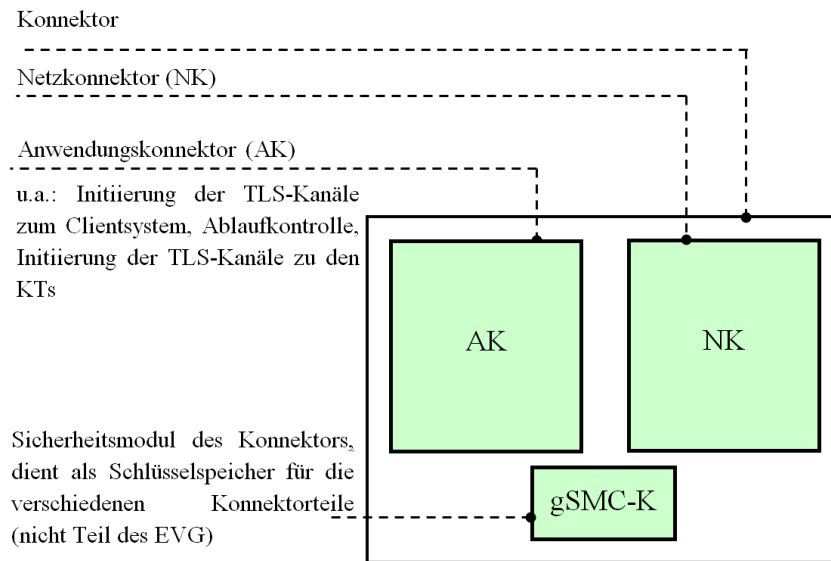 Konnektor
Netzkonnektor (NK)
Anwendungskonnektor (AK)
u.a.: Initiierung der TLS-Kanäle
zum Clientsystem, Ablaufkontrolle,
Initiierung der TLS-Kanäle zu den
KTs
AK
NK
Sicherheitsmodul des Konnektors,
dient als Schlüsselspeicher für die
verschiedenen Konnektorteile
(nicht Teil des EVG)
gSMC-K